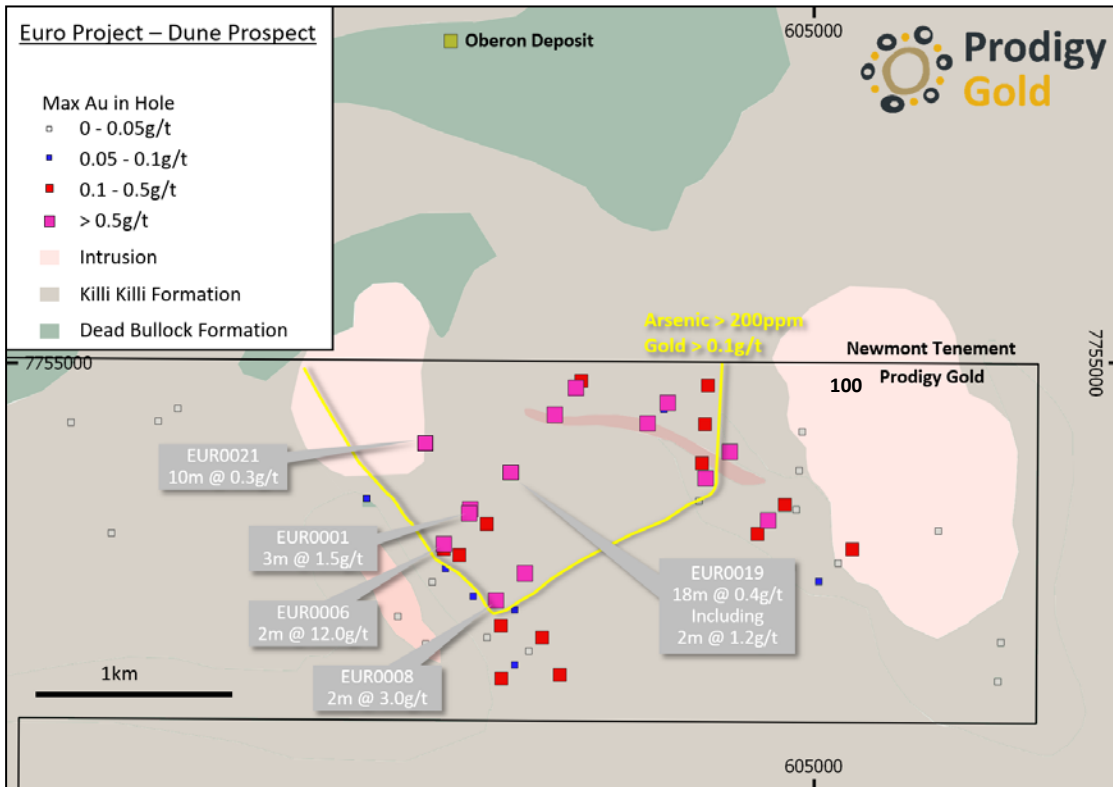 Euro Project – Dune Prospect
Max Au in Hole
0 - 0.05g/t
0.05 - 0.1g/t
0.1 - 0.5g/t
> 0.5g/t
Intrusion
Killi Killi Formation
Dead Bullock Formation
Oberon Deposit
605000
Prodigy
Gold
Arsenic > 200ppm
Gold > 0.1g/t
7755000
Newmont Tenement
Prodigy Gold
100
7755000
EUR0021
10m @ 0.3g/t
EUR0001
3m @ 1.5g/t
EUR0006
2m @ 12.0g/t
EUR0008
2m @ 3.0g/t
EUR0019
18m @ 0.4g/t
Including
2m @ 1.2g/t
1km
605000